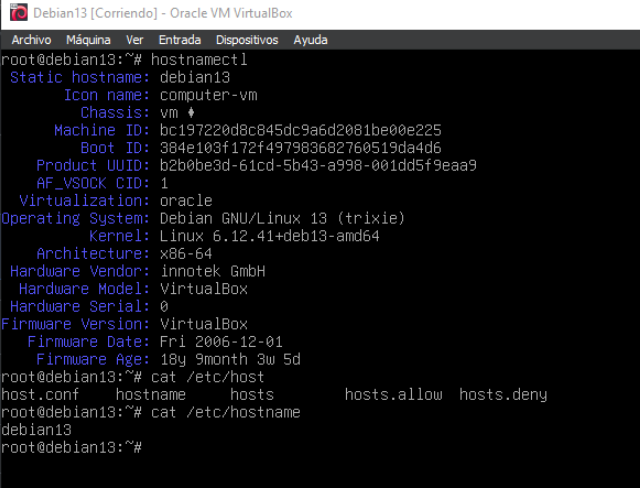 Debian13 [Corriendo] - Oracle VM VirtualBox
Archivo Máquina Ver Entrada Dispositivos Ayuda
root@debian13:~# hostnamectl
Static hostname: debian13
Icon name: computer-vm
Chassis: vm
Machine ID: bc197220d8c845dc9a6d2081be00e225
Boot ID: 384e103f172f497983682760519da4d6
Product UUID: b2b0be3d-61cd-5b43-a998-001dd5f9eaa9
AF_VSOCK CID: 1
Virtualization: oracle
Operating System: Debian GNU/Linux 13 (trixie)
Kernel: Linux 6.12.41+deb13-amd64
Architecture: x86-64
Hardware Vendor: innotek GmbH
Hardware Model: VirtualBox
Hardware Serial: 0
Firmware Version: VirtualBox
Firmware Date: Fri 2006-12-01
Firmware Age: 18y 9month 3w 5d
root@debian13:~# cat /etc/host
host.conf hostname hosts hosts.allow hosts.deny
root@debian13:~# cat /etc/hostname
debian13
root@debian13:~#